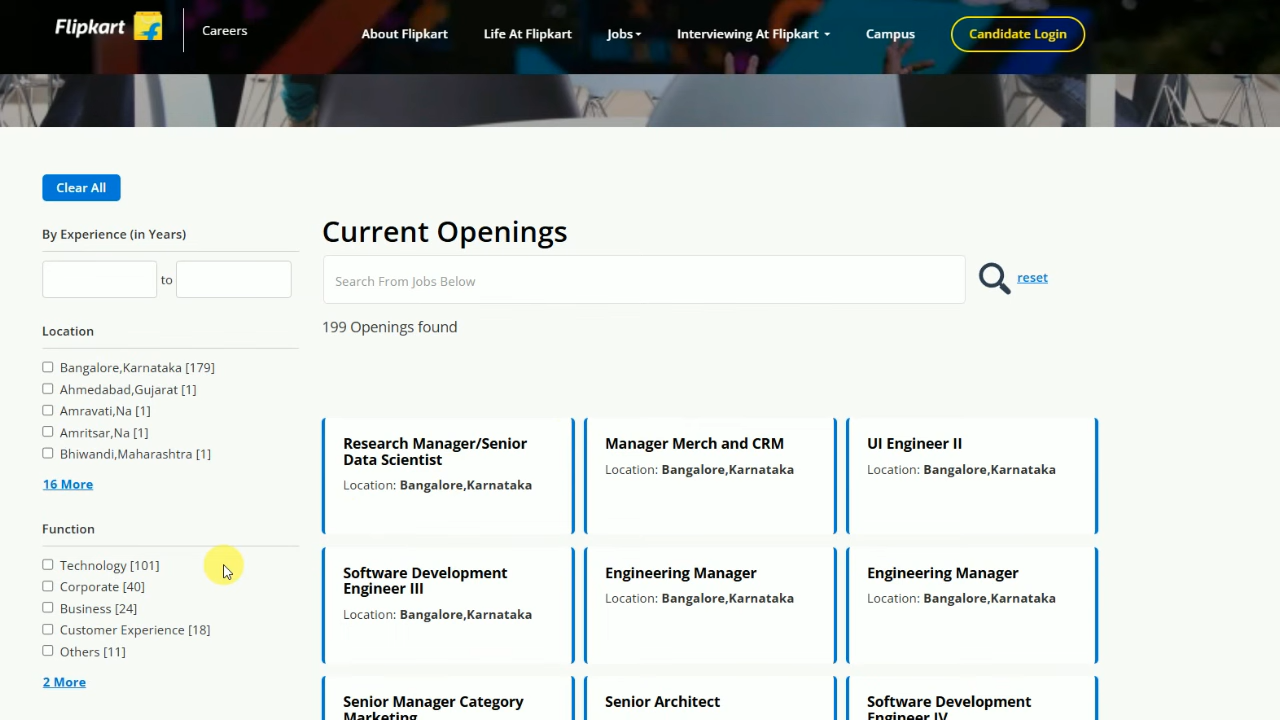 Flipkart
Careers
About Flipkart
Life At Flipkart
Jobs
Interviewing At Flipkart
Campus
Candidate Login
Clear All
By Experience (in Years)
to
Location
Bangalore,Karnataka [179]
Ahmedabad,Gujarat [1]
Amravati,Na [1]
Amritsar,Na [1]
Bhiwandi,Maharashtra [1]
16 More
Function
Technology [101]
Corporate [40]
Business [24]
Customer Experience [18]
Others [11]
2 More
Current Openings
Search From Jobs Below
reset
199 Openings found
Research Manager/Senior
Data Scientist
Location: Bangalore,Karnataka
Manager Merch and CRM
Location: Bangalore,Karnataka
UI Engineer II
Location: Bangalore,Karnataka
Software Development
Engineer III
Location: Bangalore,Karnataka
Engineering Manager
Location: Bangalore,Karnataka
Engineering Manager
Location: Bangalore,Karnataka
Senior Manager Category
Marketing
Senior Architect
Software Development
Engineer IV